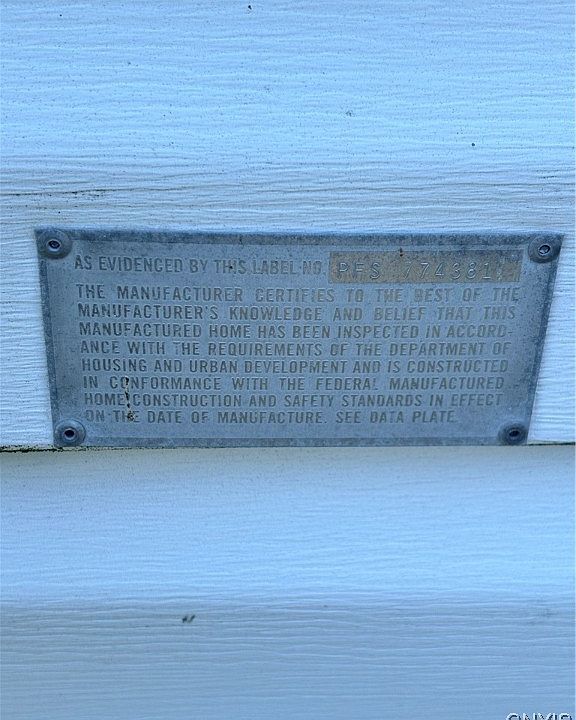 AS EVIDENCED BY THIS LABEL NO. PFS 774381
THE MANUFACTURER CERTIFIES TO THE BEST OF THE
MANUFACTURER'S KNOWLEDGE AND BELIEF THAT THIS
MANUFACTURED HOME HAS BEEN INSPECTED IN ACCORD-
ANCE WITH THE REQUIREMENTS OF THE DEPARTMENT OF
HOUSING AND URBAN DEVELOPMENT AND IS CONSTRUCTED
IN CONFORMANCE WITH THE FEDERAL MANUFACTURED
HOME CONSTRUCTION AND SAFETY STANDARDS IN EFFECT
ON THE DATE OF MANUFACTURE. SEE DATA PLATE.